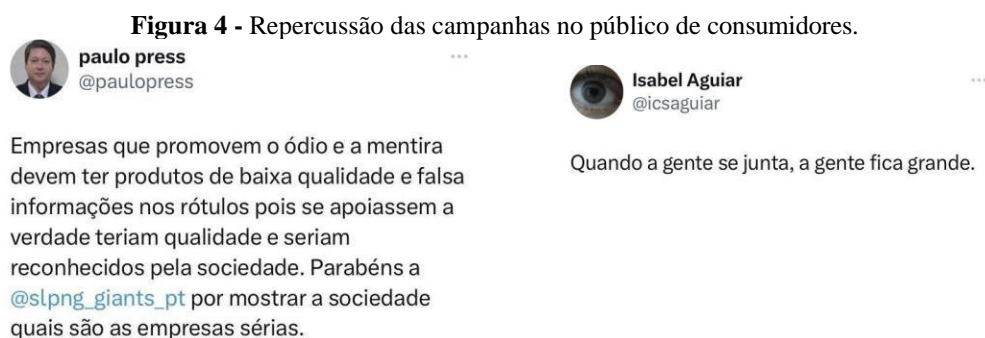 Figura 4 - Repercussão das campanhas no público de consumidores.
paulo press
@paulopress
Empresas que promovem o ódio e a mentira
devem ter produtos de baixa qualidade e falsa
informações nos rótulos pois se apoiassem a
verdade teriam qualidade e seriam
reconhecidos pela sociedade. Parabéns a
@slpng_giants_pt por mostrar a sociedade
quais são as empresas sérias.
Isabel Aguiar
@icsaguiar
Quando a gente se junta, a gente fica grande.